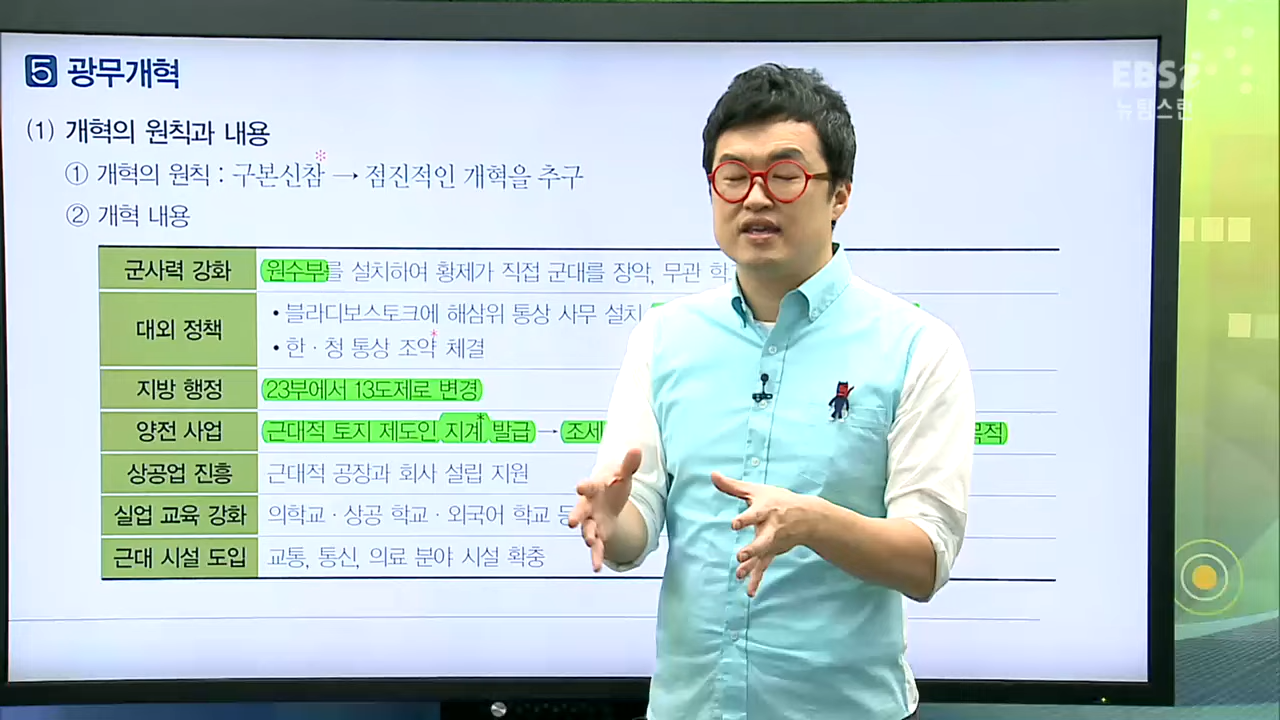 5 광무개혁
EBS2
뉴탐스런
(1) 개혁의 원칙과 내용
① 개혁의 원칙 : 구본신참* → 점진적인 개혁을 추구
② 개혁 내용
군사력 강화 원수부를 설치하여 황제가 직접 군대를 장악, 무관
대외 정책
• 블라디보스토크에 해삼위 통상 사무 설치
• 한·청 통상 조약* 체결
지방 행정 23부에서 13도제로 변경
양전 사업 근대적 토지 제도인 지계* 발급 → 조세 목적
상공업 진흥 근대적 공장과 회사 설립 지원
실업 교육 강화 의학교·상공 학교·외국어 학교 등
근대 시설 도입 교통, 통신, 의료 분야 시설 확충